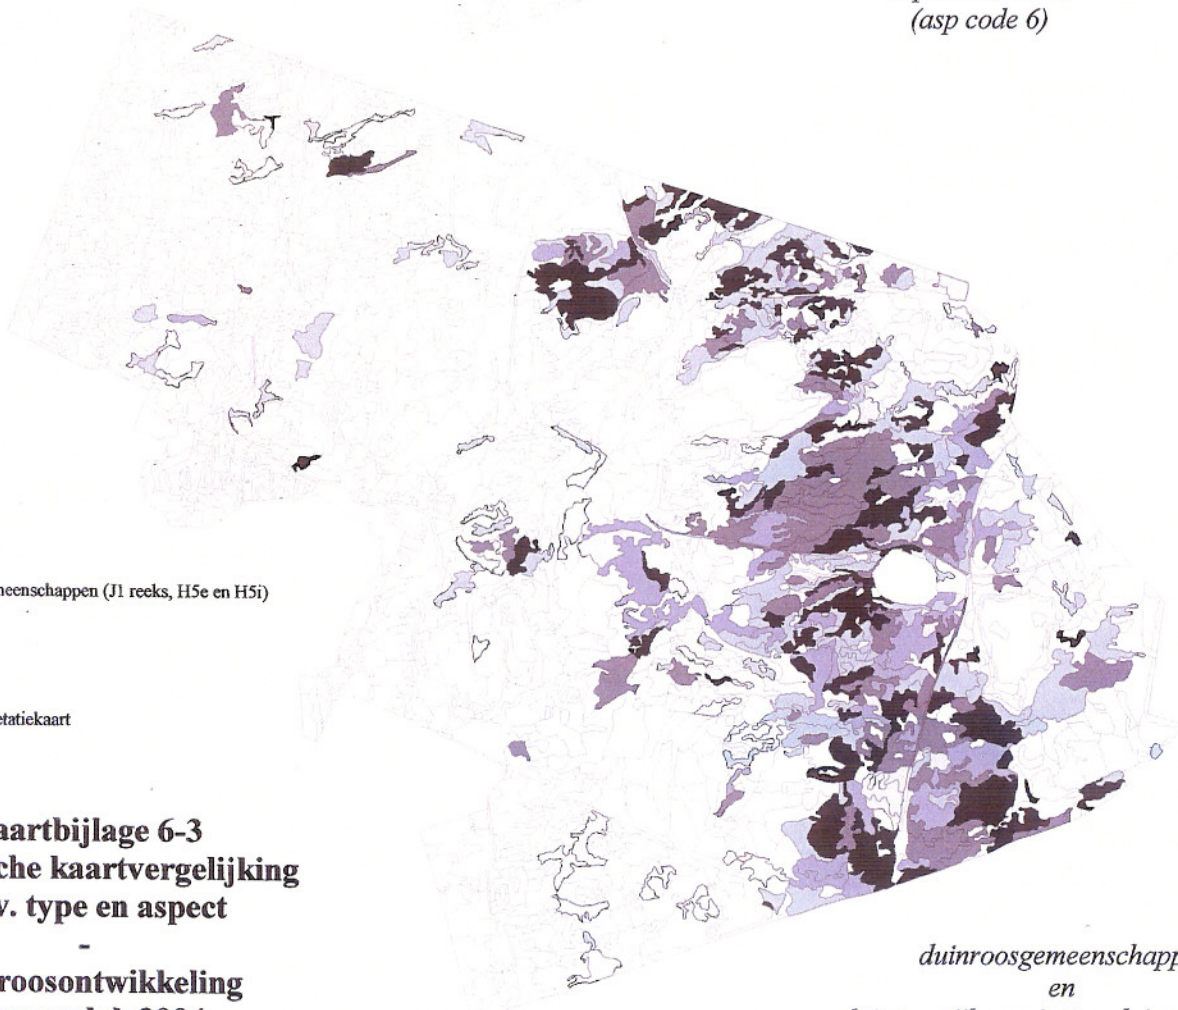 (asp code 6)
neenschappen (J1 reeks, H5e en H5i)
etatiekaart
aartbijlage 6-3
che kaartvergelijking
v. type en aspect
-
roosontwikkeling
duinroosgemeenschapp
en